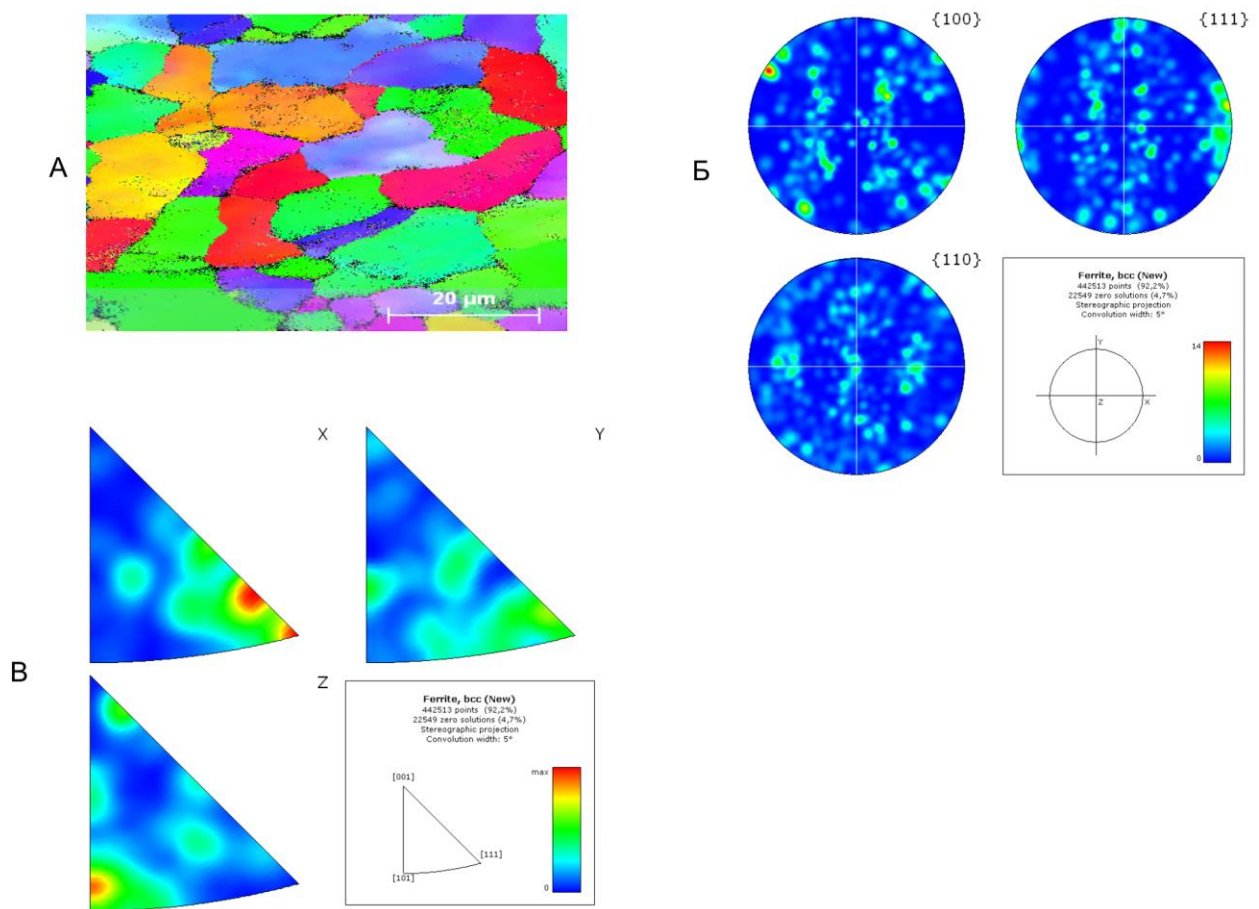 А
20 µm
Б
{100}
{111}
{110}
Ferrite, bcc (New)
442513 points (92,2%)
22549 zero solutions (4,7%)
Stereographic projection
Convolution width: 5°
Y
Z
X
14
0
В
X
Y
Z
Ferrite, bcc (New)
442513 points (92,2%)
22549 zero solutions (4,7%)
Stereographic projection
Convolution width: 5°
[001]
[111]
[101]
max
0